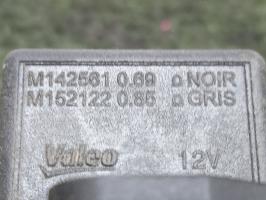 M142561 0.69 ⌂ NOIR
M152122 0.85 ⌂ GRIS
Valeo 12V